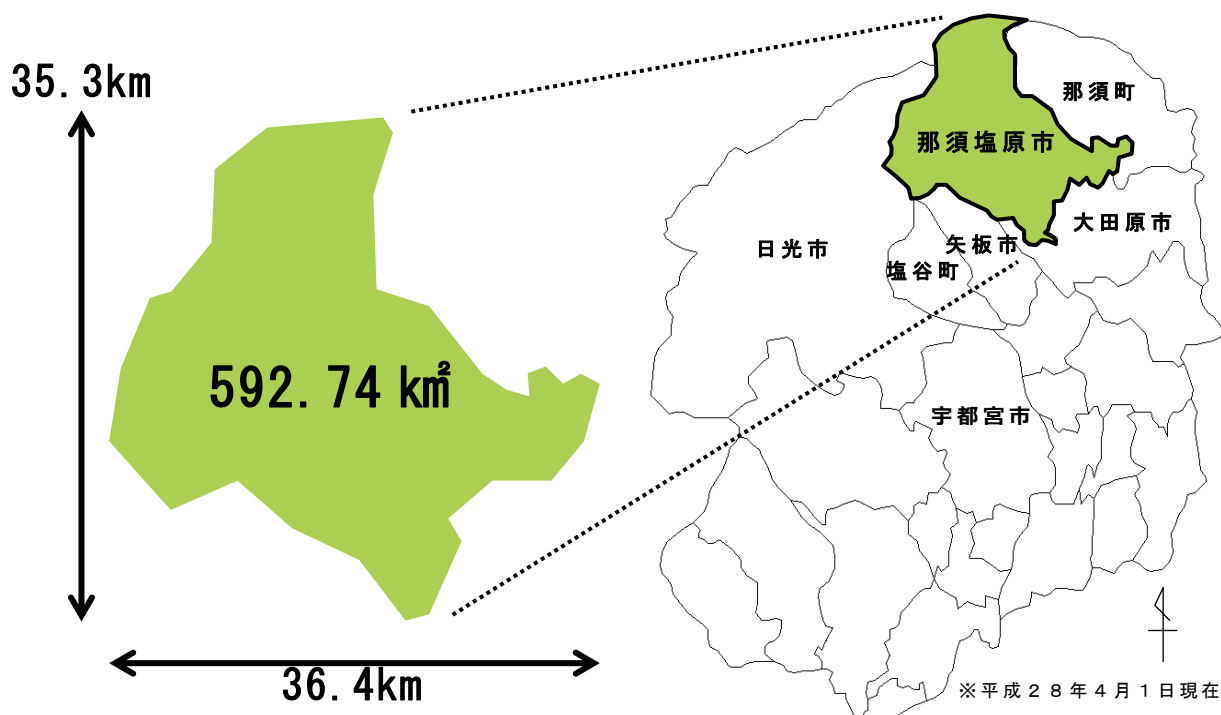 35.3km
592.74 k㎡
36.4km
那須町
那須塩原市
大田原市
矢板市
日光市
塩谷町
宇都宮市
※平成２８年４月１日現在